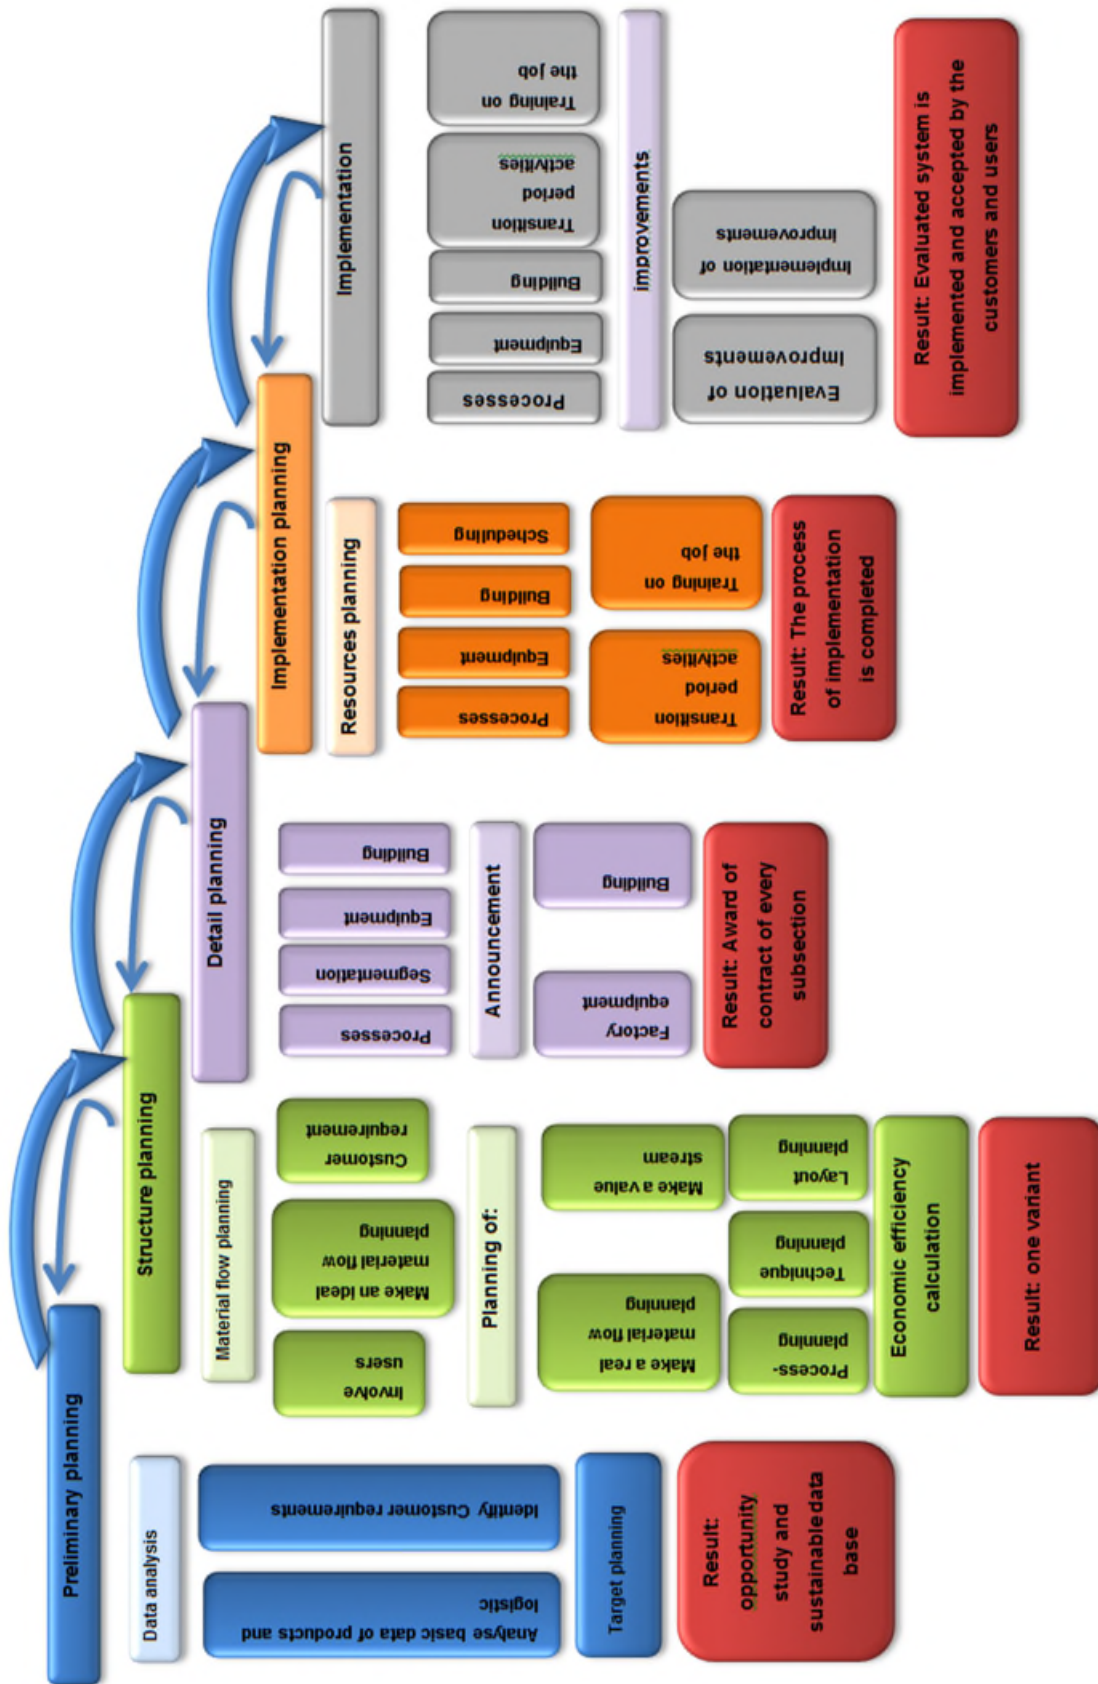 Preliminary planning
Data analysis
Analyse basic data of products and
logistic
Identify Customer requirements
Target planning
Result:
opportunity
study and
sustainable data
base
Structure planning
Material flow planning
Involve
users
Make an ideal
material flow
planning
Customer
requirement
Planning of:
Make a real
material flow
planning
Make a value
stream
Process-
planning
Technique
planning
Layout
planning
Economic efficiency
calculation
Result: one variant
Detail planning
Processes
Segmentation
Equipment
Building
Announcement
Factory
equipment
Building
Result: Award of
contract of every
subsection
Implementation planning
Resources planning
Processes
Equipment
Building
Scheduling
Transition
period
activities
Training on
the job
Result: The process
of implementation
is completed
Implementation
Processes
Equipment
Building
Transition
period
activities
Training on
the job
improvements
Evaluation of
Improvements
Implementation of
Improvements
Result: Evaluated system is
implemented and accepted by the
customers and users